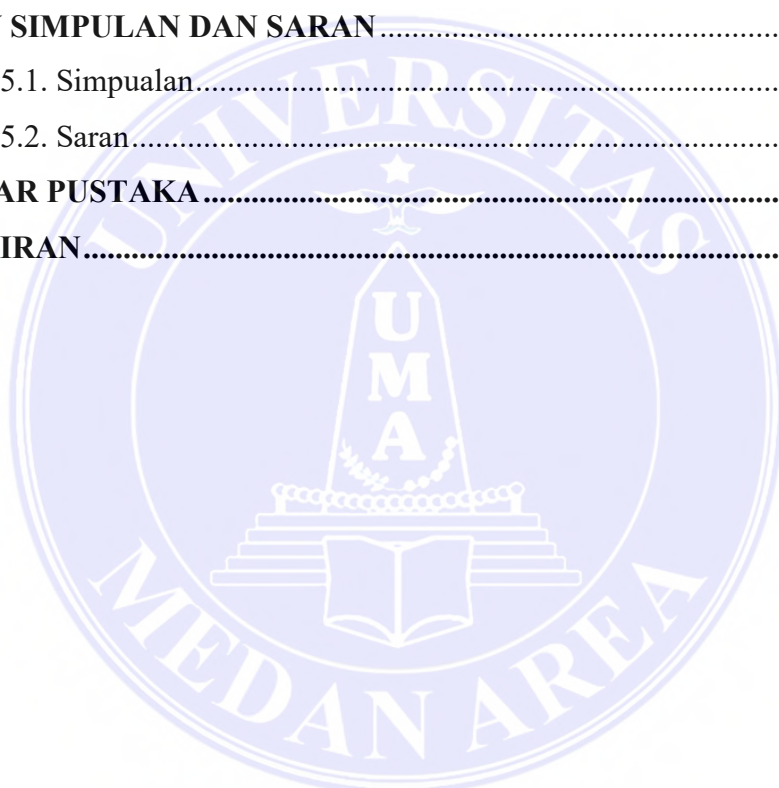 SIMPULAN DAN SARAN........................................................
5.1. Simpualan................................................................................
5.2. Saran........................................................................................
AR PUSTAKA...............................................................................
IRAN...............................................................................................
UNIVERSITAS
U
M
A
MEDAN AREA